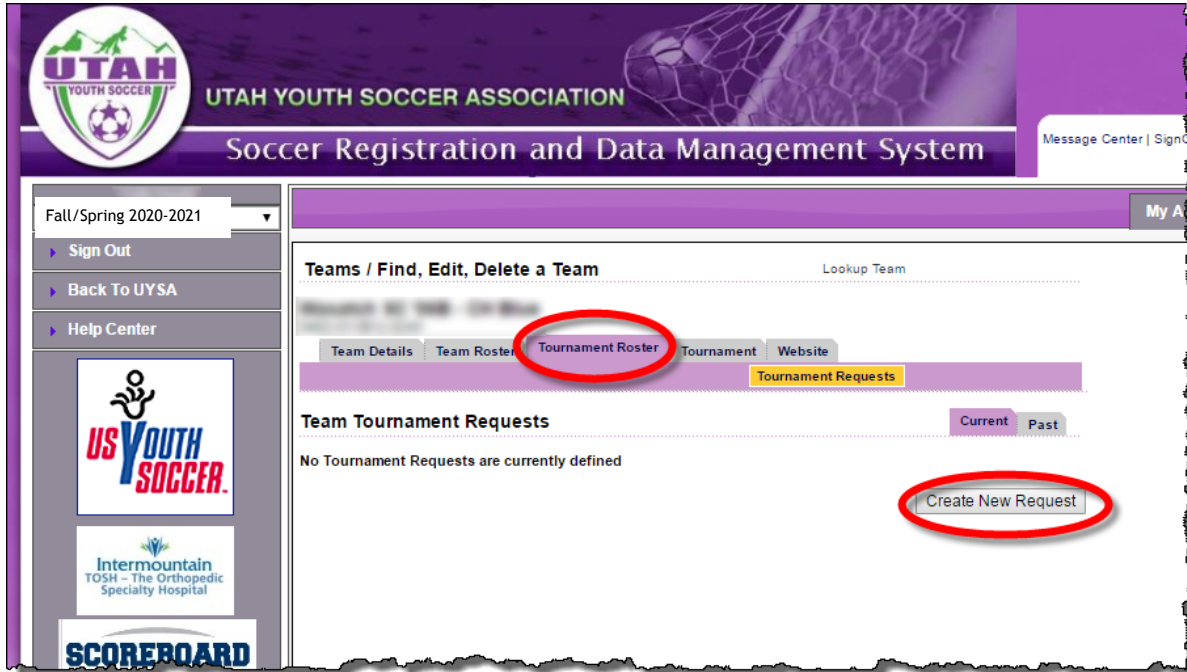 UTAH
YOUTH SOCCER
UTAH YOUTH SOCCER ASSOCIATION
Soccer Registration and Data Management System
Message Center |
Fall/Spring 2020-2021
My
Sign Out
Back To UYSA
Help Center
Teams / Find, Edit, Delete a Team
Lookup Team
Team Details
Team Roster
Tournament Roster
Tournament
Website
Tournament Requests
Team Tournament Requests
Current
Past
No Tournament Requests are currently defined
Create New Request
US YOUTH
SOCCER.
Intermountain
TOSH – The Orthopedic
Specialty Hospital
SCOREBOARD